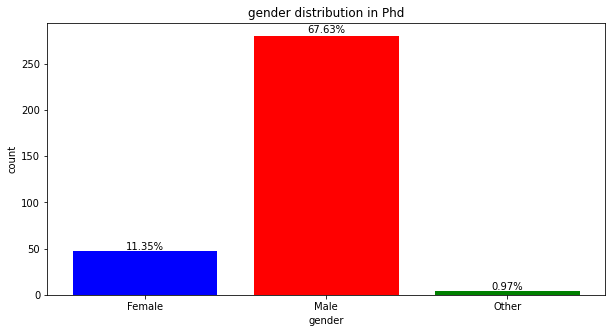 gender distribution in Phd
67.63%
250
200
150
100
50
0
count
11.35%
0.97%
Female
Male
Other
gender